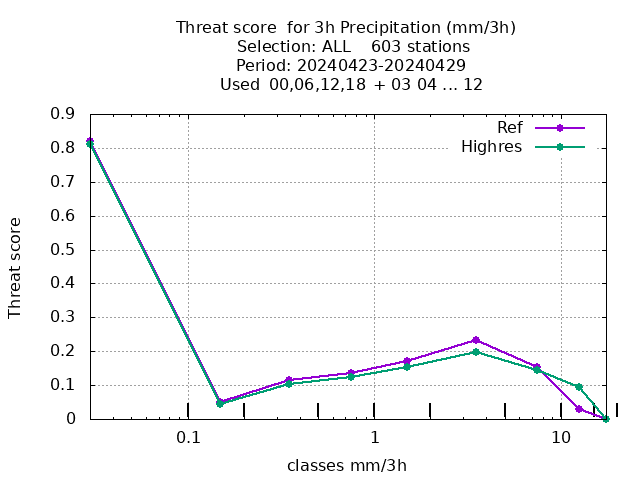 Threat score  for 3h Precipitation (mm/3h)
Selection: ALL    603 stations
Period: 20240423-20240429
Used  00,06,12,18  + 03 04 ... 12
Ref
Highres
0.9
0.8
0.7
0.6
0.5
0.4
0.3
0.2
0.1
0
Threat score
0.1 1 10
classes mm/3h